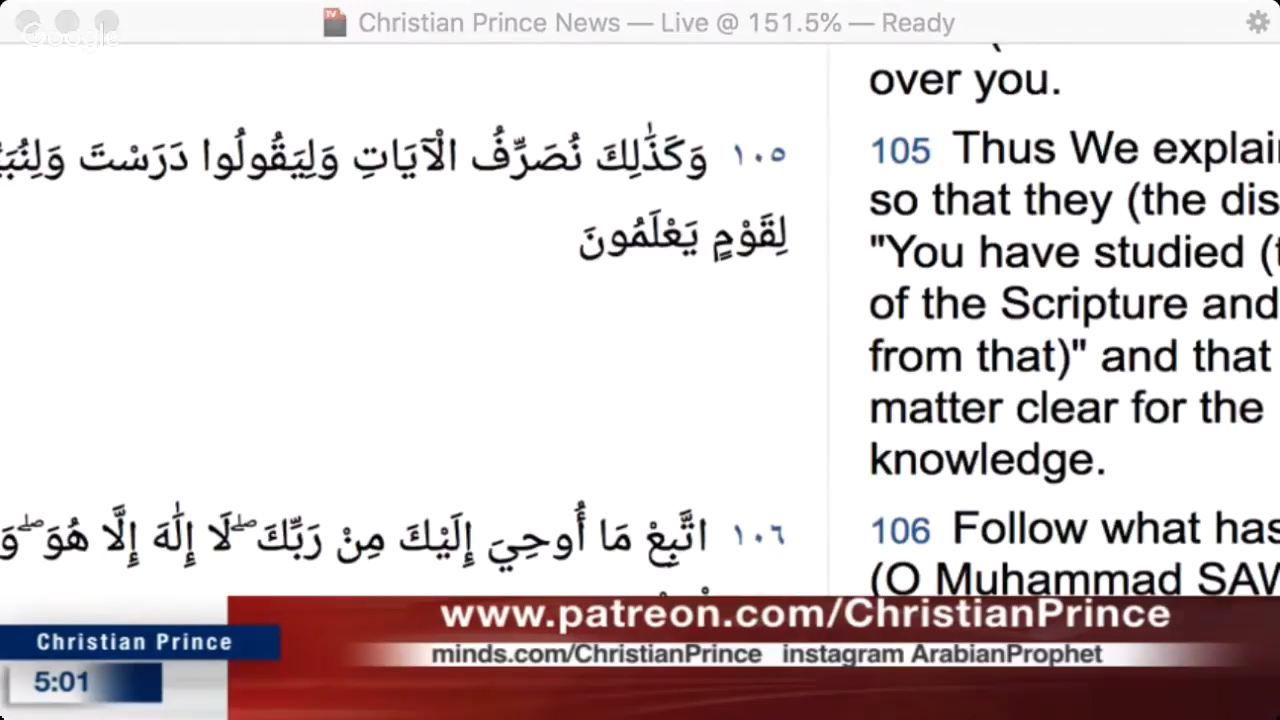 Christian Prince News — Live @ 151.5% — Ready
Google
over you.
١٠٥ وَكَذَٰلِكَ نُصَرِّفُ الْآيَاتِ وَلِيَقُولُوا دَرَسْتَ
لِقَوْمٍ يَعْلَمُونَ
105 Thus We explain
so that they (the dis
"You have studied (t
of the Scripture and
from that)" and that
matter clear for the
knowledge.
١٠٦ اتَّبِعْ مَا أُوحِيَ إِلَيْكَ مِنْ رَبِّكَ ۖ لَا إِلَٰهَ إِلَّا هُوَ ۖ وَ
106 Follow what has
(O Muhammad SAW
www.patreon.com/ChristianPrince
minds.com/ChristianPrince instagram ArabianProphet
Christian Prince
5:01